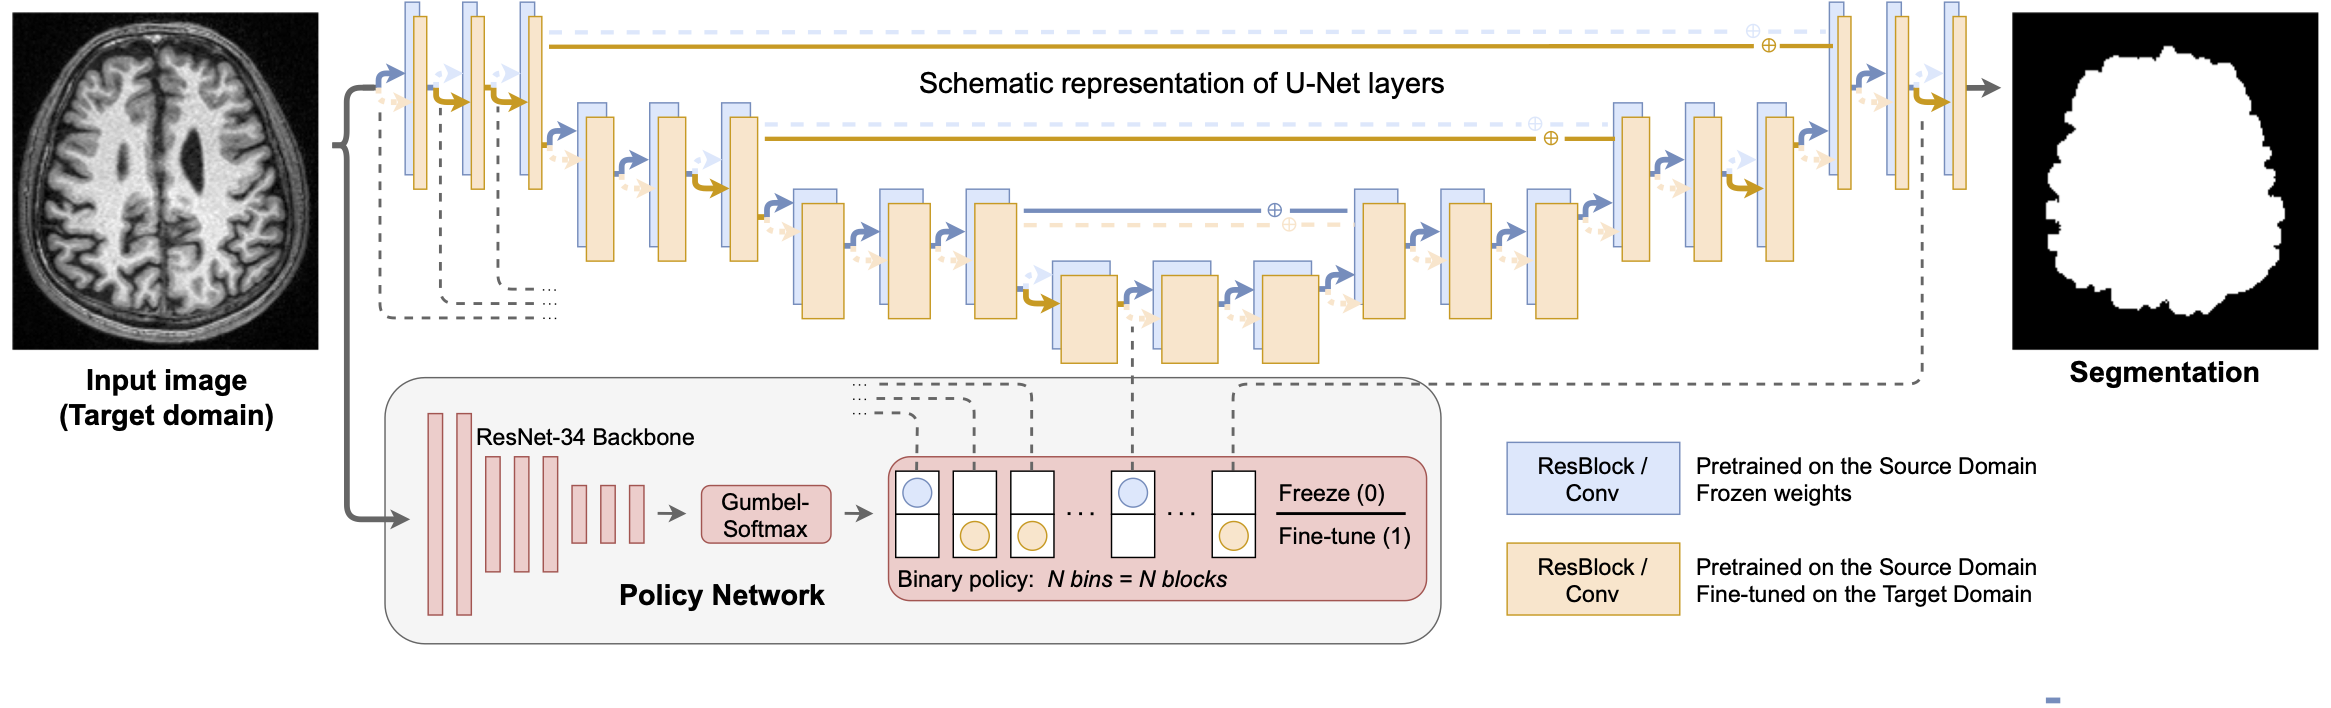 Schematic representation of U-Net layers
Input image
(Target domain)
Segmentation
...
...
...
...
...
...
ResNet-34 Backbone
Gumbel-
Softmax
Policy Network
... ...
Freeze (0)
Fine-tune (1)
Binary policy: N bins = N blocks
ResBlock /
Conv
Pretrained on the Source Domain
Frozen weights
ResBlock /
Conv
Pretrained on the Source Domain
Fine-tuned on the Target Domain